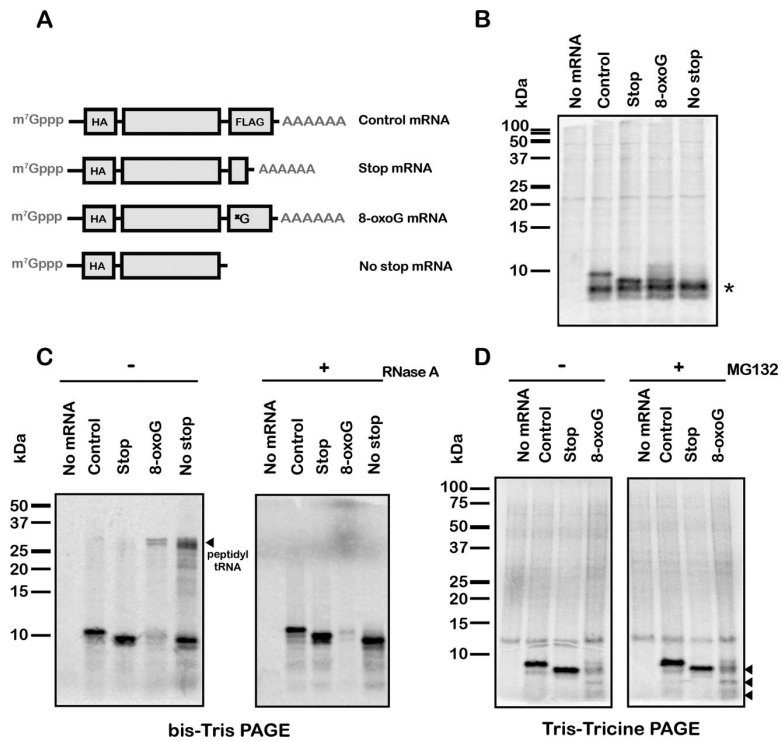 A
m⁷Gppp HA FLAG AAAAAA Control mRNA
m⁷Gppp HA AAAAAA Stop mRNA
m⁷Gppp HA *G AAAAAA 8-oxoG mRNA
m⁷Gppp HA No stop mRNA
B
kDa No mRNA Control Stop 8-oxoG No stop
100
50
37
25
20
15
10
*
C
- + RNase A
kDa No mRNA Control Stop 8-oxoG No stop No mRNA Control Stop 8-oxoG No stop
50
37
25
20
15
10
peptidyl
tRNA
bis-Tris PAGE
D
- + MG132
kDa No mRNA Control Stop 8-oxoG No mRNA Control Stop 8-oxoG
100
75
50
37
25
20
15
10
Tris-Tricine PAGE